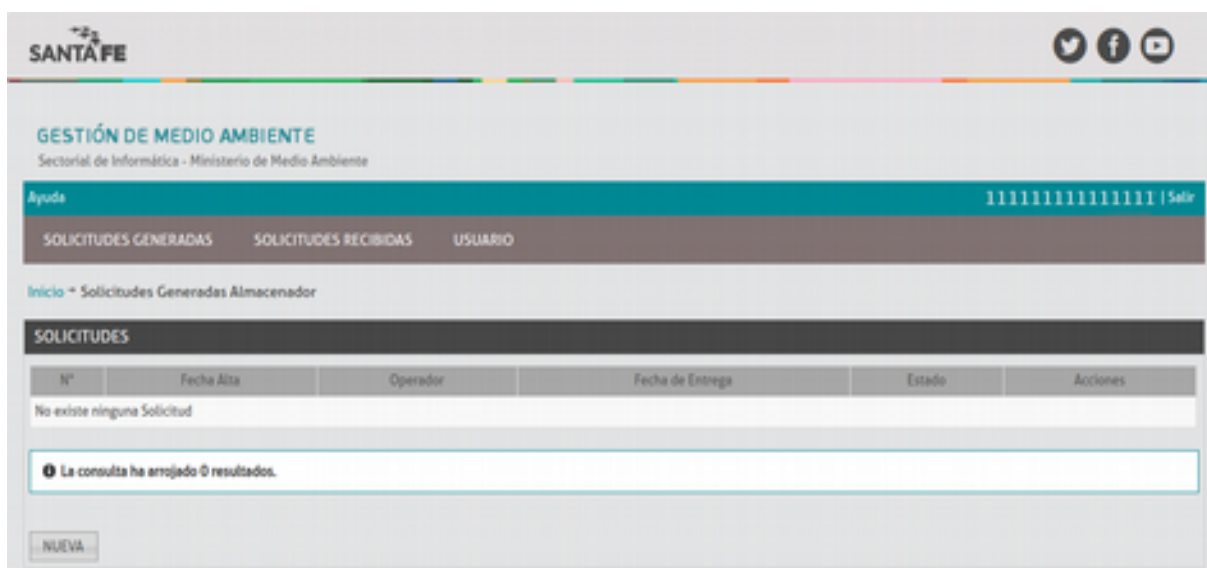 SANTA FE
GESTIÓN DE MEDIO AMBIENTE
Sectorial de Informática - Ministerio de Medio Ambiente
Ayuda 111111111111111 | Salir
SOLICITUDES GENERADAS SOLICITUDES RECIBIDAS USUARIO
Inicio → Solicitudes Generadas Almacenador
SOLICITUDES
N° Fecha Alta Operador Fecha de Entrega Estado Acciones
No existe ninguna Solicitud
La consulta ha arrojado 0 resultados.
NUEVA